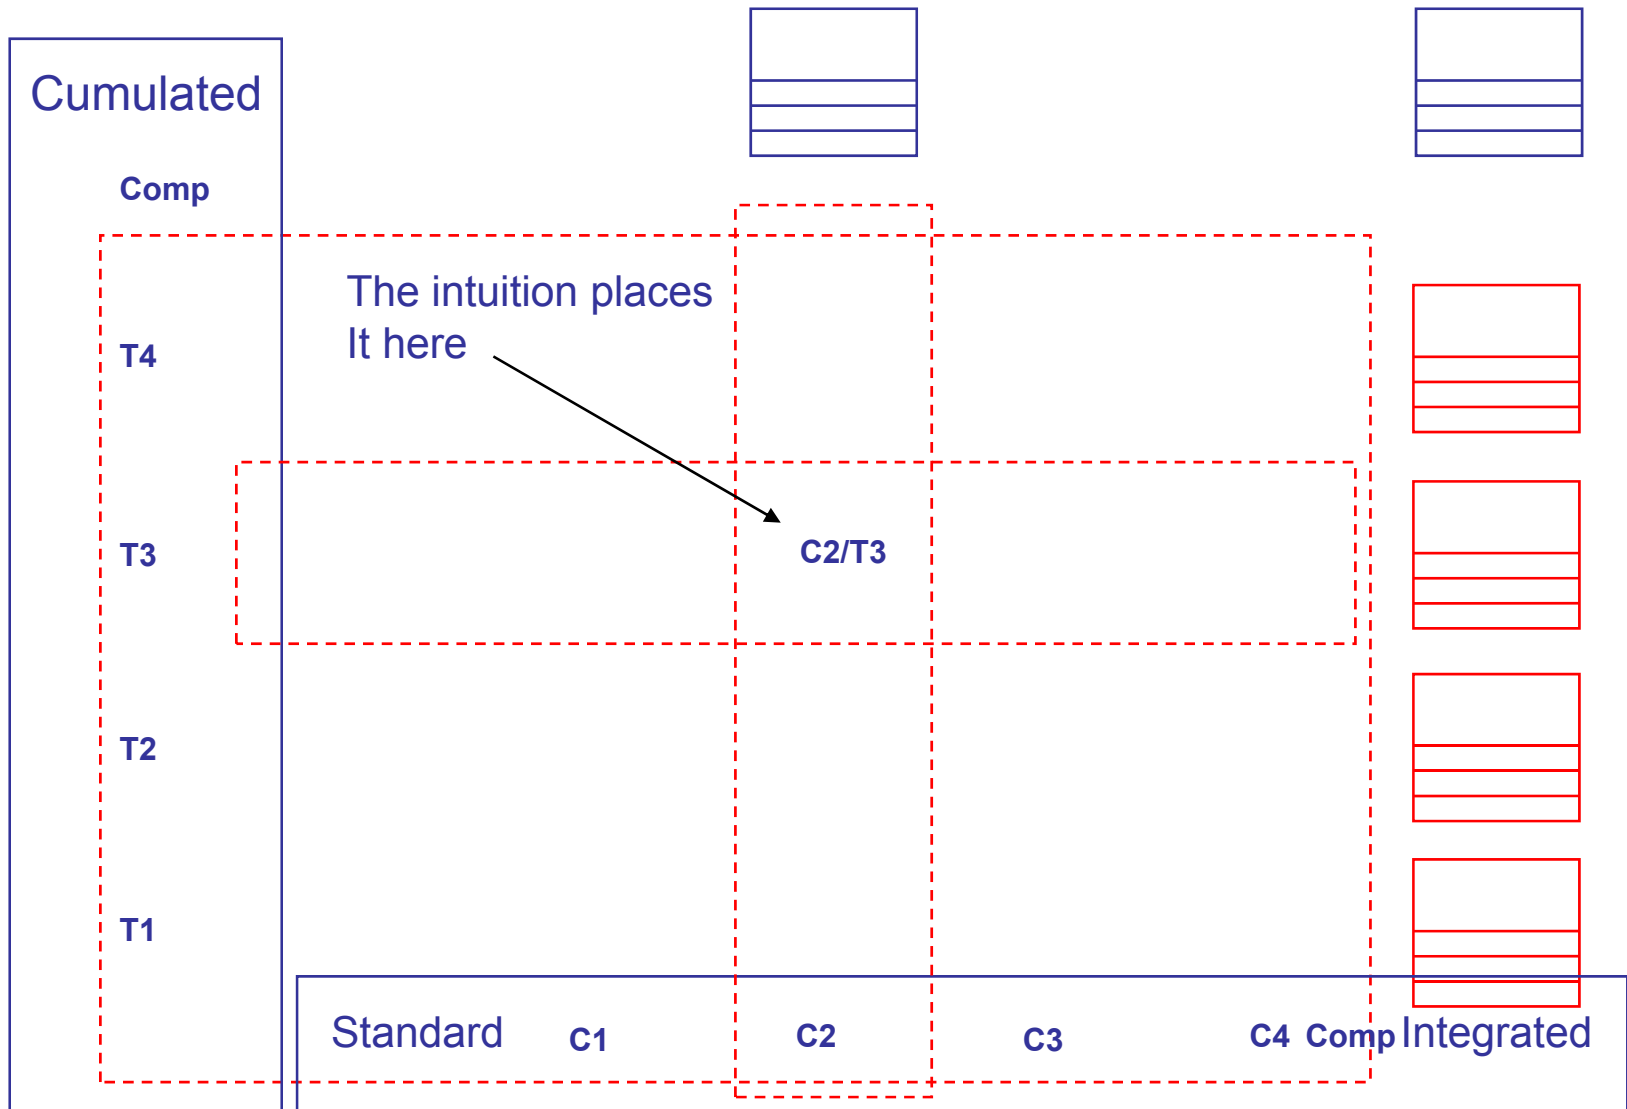 Cumulated
Comp
The intuition places
It here
T4
T3
C2/T3
T2
T1
Standard C1 C2 C3 C4 Comp Integrated